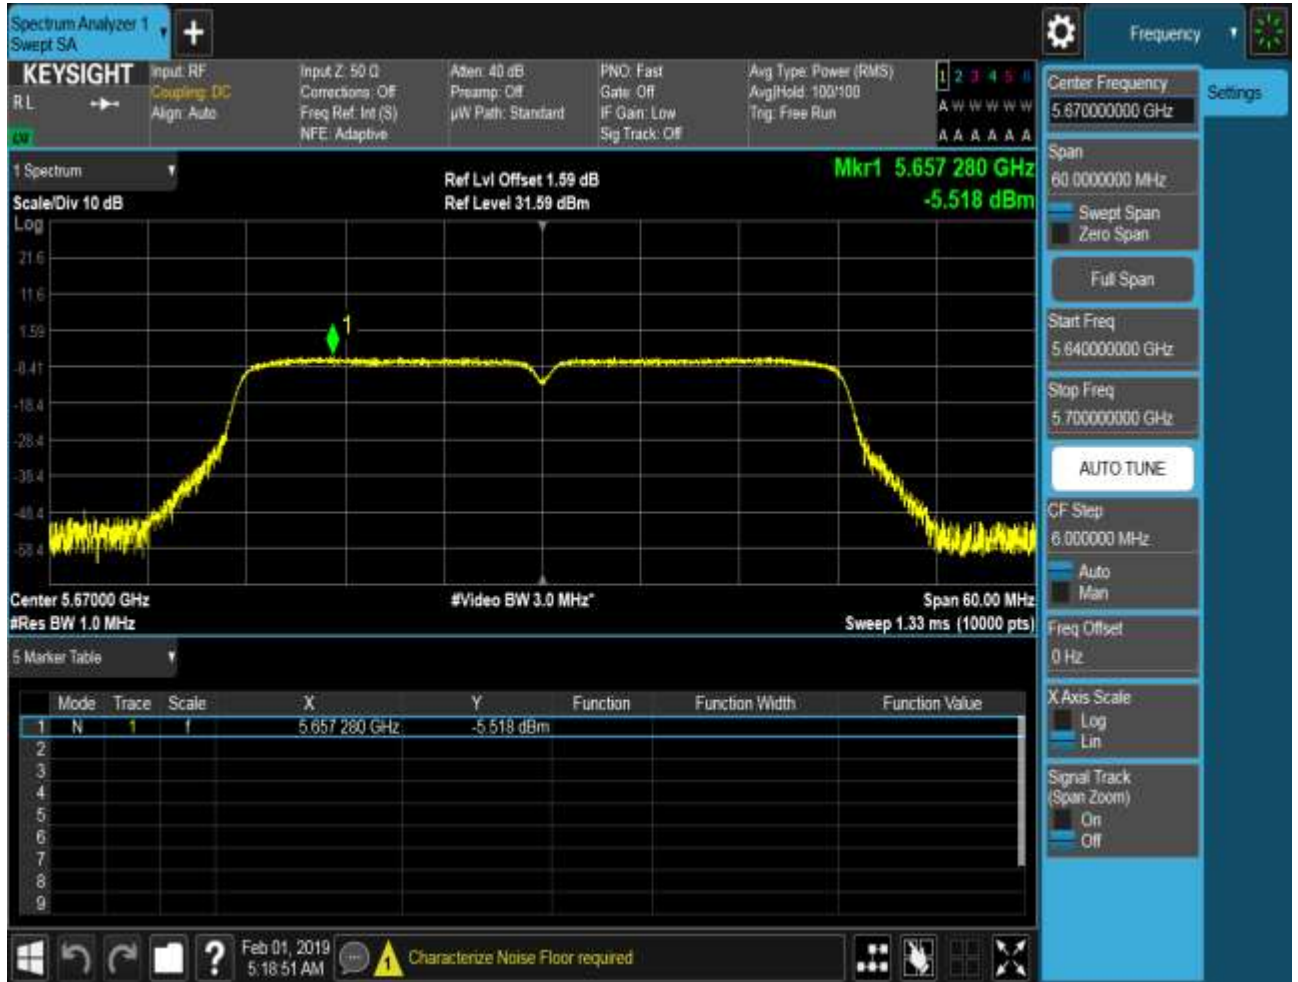 Spectrum Analyzer 1
Swept SA
Frequency
KEYSIGHT
R L
Input: RF
Coupling: DC
Align: Auto
Input Z: 50 Ω
Corrections: Off
Freq Ref: Int (S)
NFE: Adaptive
Atten: 40 dB
Preamp: Off
µW Path: Standard
PNO: Fast
Gate: Off
IF Gain: Low
Sig Track: Off
Avg Type: Power (RMS)
Avg|Hold: 100/100
Trig: Free Run
1 2 3 4 5 6
A W W W W W
A A A A A A
1 Spectrum
Scale/Div 10 dB
Ref Lvl Offset 1.59 dB
Ref Level 31.59 dBm
Mkr1 5.657 280 GHz
-5.518 dBm
Log
21.6
11.6
1.59
-8.41
-18.4
-28.4
-38.4
-48.4
-58.4
1
Center 5.67000 GHz
#Res BW 1.0 MHz
#Video BW 3.0 MHz*
Span 60.00 MHz
Sweep 1.33 ms (10000 pts)
5 Marker Table
Mode Trace Scale X Y Function Function Width Function Value
1 N 1 f 5.657 280 GHz -5.518 dBm
2
3
4
5
6
7
8
9
Feb 01, 2019
5:18:51 AM
1
Characterize Noise Floor required
Settings
Center Frequency
5.670000000 GHz
Span
60.0000000 MHz
Swept Span
Zero Span
Full Span
Start Freq
5.640000000 GHz
Stop Freq
5.700000000 GHz
AUTO TUNE
CF Step
6.000000 MHz
Auto
Man
Freq Offset
0 Hz
X Axis Scale
Log
Lin
Signal Track
(Span Zoom)
On
Off